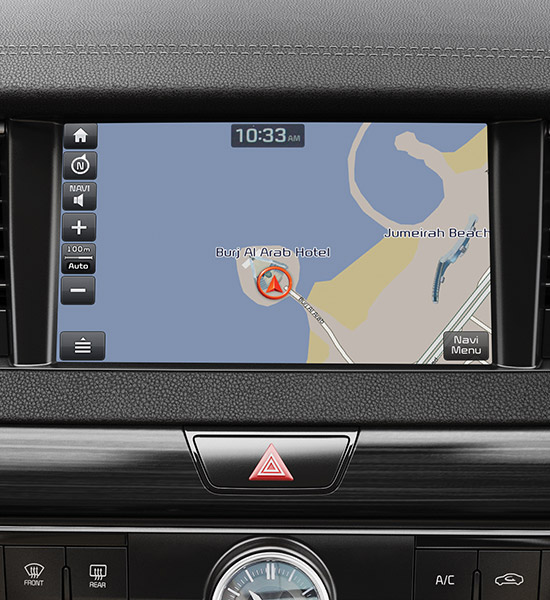 10:33 AM
N
NAVI
+
100m
Auto
−
Burj Al Arab Hotel
Jumeirah Beach
Navi
Menu
FRONT
REAR
A/C